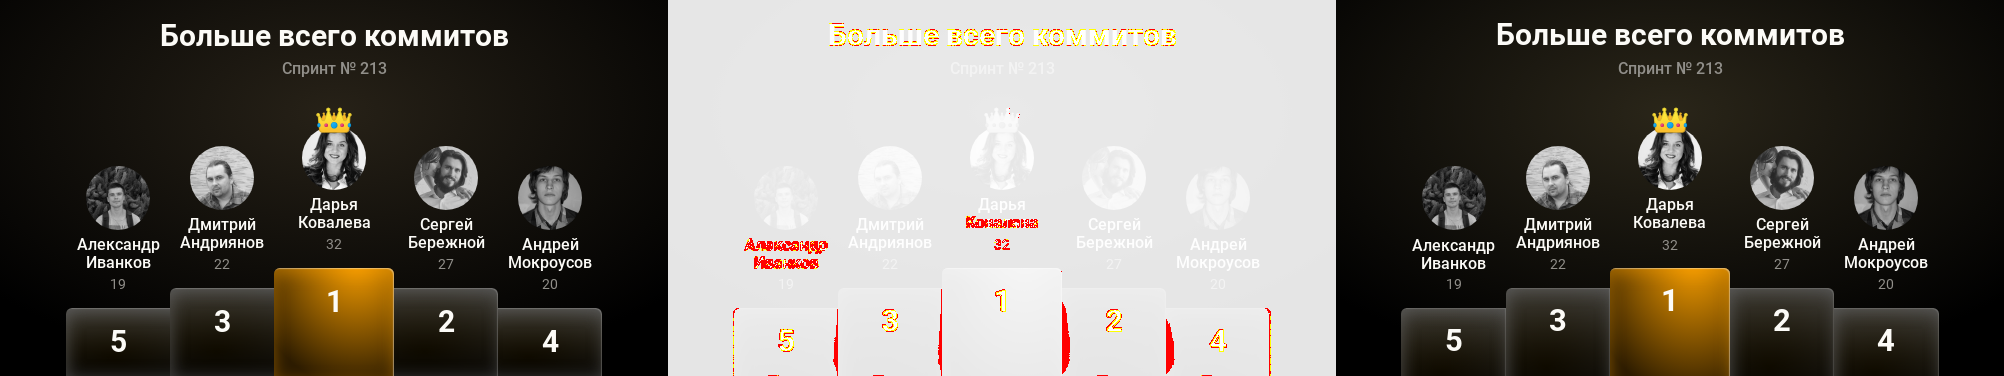 Больше всего коммитов
Спринт № 213
Дарья
Ковалева
32
Дмитрий
Андриянов
22
Сергей
Бережной
27
Александр
Иванков
19
Андрей
Мокроусов
20
1
3
2
5
4
Больше всего коммитов
Спринт № 213
Дарья
Ковалева
32
Дмитрий
Андриянов
22
Сергей
Бережной
27
Александр
Иванков
19
Андрей
Мокроусов
20
1
3
2
5
4
Больше всего коммитов
Спринт № 213
Дарья
Ковалева
32
Дмитрий
Андриянов
22
Сергей
Бережной
27
Александр
Иванков
19
Андрей
Мокроусов
20
1
3
2
5
4